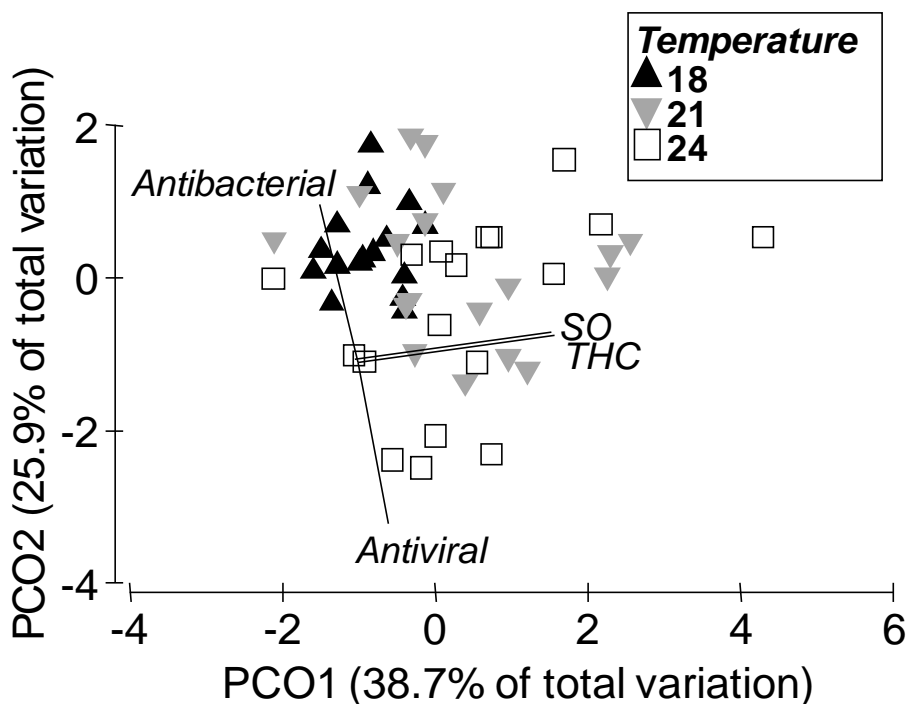 Temperature
18
21
24
2
Antibacterial
0
SO
THC
-2
Antiviral
-4
-4
-2
0
2
4
6
PCO2 (25.9% of total variation)
PCO1 (38.7% of total variation)